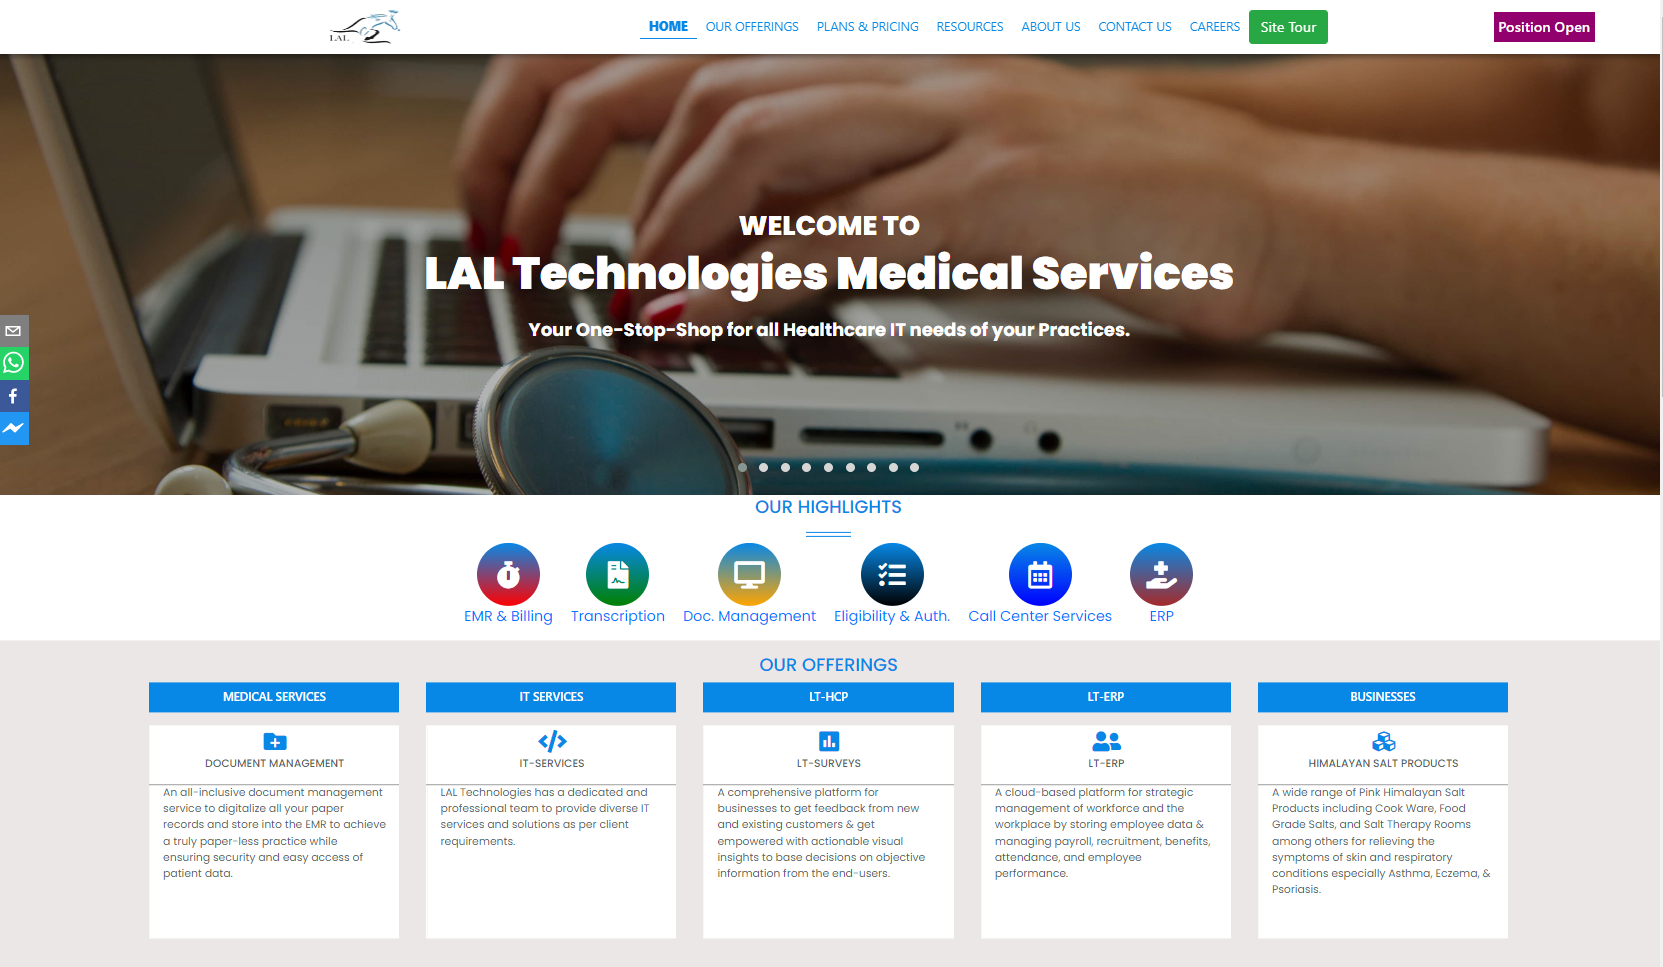 LAL
HOME
OUR OFFERINGS
PLANS & PRICING
RESOURCES
ABOUT US
CONTACT US
CAREERS
Site Tour
Position Open
WELCOME TO
LAL Technologies Medical Services
Your One-Stop-Shop for all Healthcare IT needs of your Practices.
OUR HIGHLIGHTS
EMR & Billing
Transcription
Doc. Management
Eligibility & Auth.
Call Center Services
ERP
OUR OFFERINGS
MEDICAL SERVICES
DOCUMENT MANAGEMENT
An all-inclusive document management
service to digitalize all your paper
records and store into the EMR to achieve
a truly paper-less practice while
ensuring security and easy access of
patient data.
IT SERVICES
IT-SERVICES
LAL Technologies has a dedicated and
professional team to provide diverse IT
services and solutions as per client
requirements.
LT-HCP
LT-SURVEYS
A comprehensive platform for
businesses to get feedback from new
and existing customers & get
empowered with actionable visual
insights to base decisions on objective
information from the end-users.
LT-ERP
LT-ERP
A cloud-based platform for strategic
management of workforce and the
workplace by storing employee data &
managing payroll, recruitment, benefits,
attendance, and employee
performance.
BUSINESSES
HIMALAYAN SALT PRODUCTS
A wide range of Pink Himalayan Salt
Products including Cook Ware, Food
Grade Salts, and Salt Therapy Rooms
among others for relieving the
symptoms of skin and respiratory
conditions especially Asthma, Eczema, &
Psoriasis.